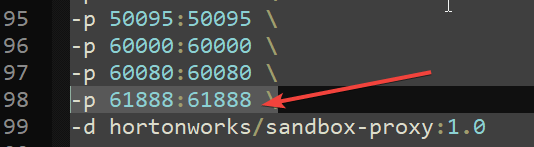 95 -p 50095:50095 \
96 -p 60000:60000 \
97 -p 60080:60080 \
98 -p 61888:61888 \
99 -d hortonworks/sandbox-proxy:1.0